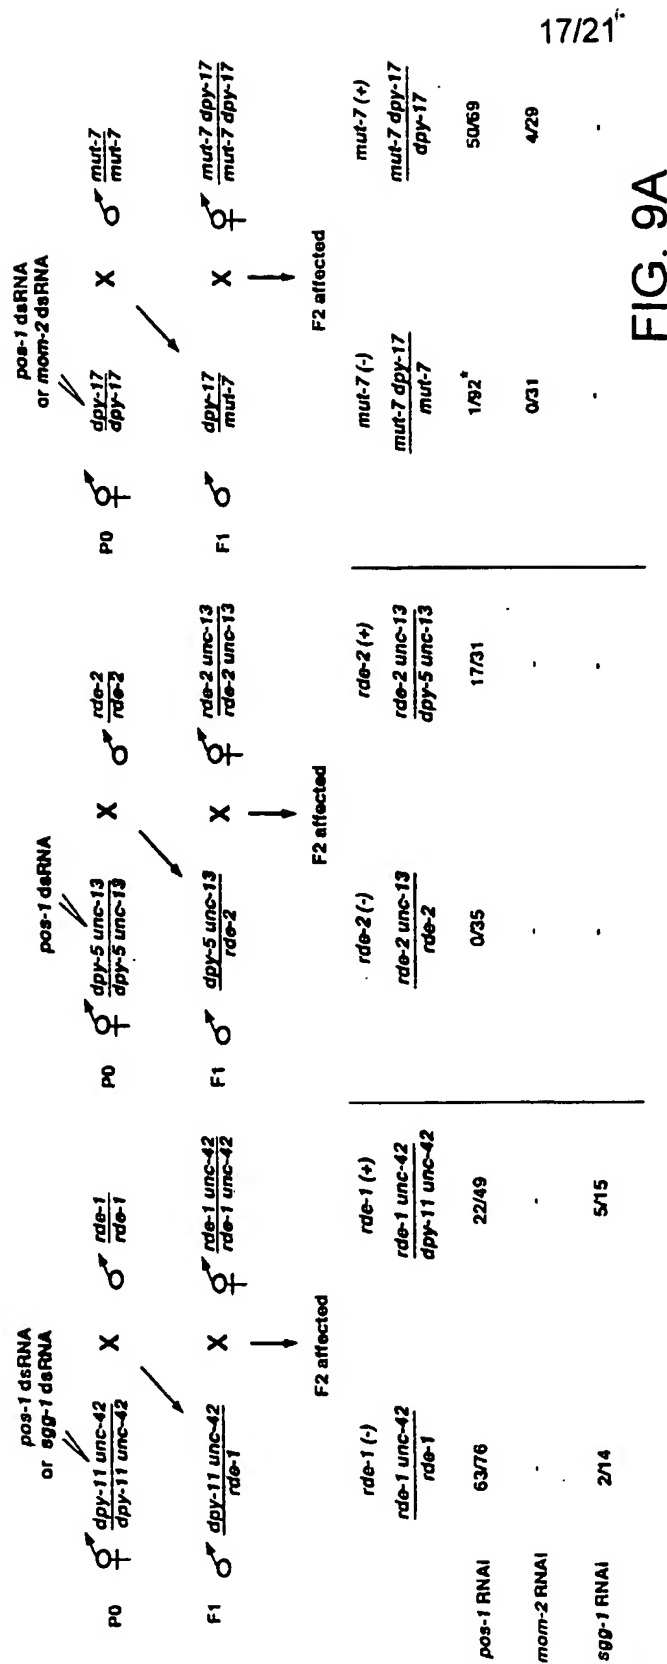 17/21
pos-1 dsRNA
or sgg-1 dsRNA
P0 dpy-11 unc-42 X rde-1
dpy-11 unc-42 rde-1
F1 dpy-11 unc-42 X rde-1 unc-42
rde-1 rde-1 unc-42
F2 affected
rde-1 (-) rde-1 (+)
rde-1 unc-42 rde-1 unc-42
rde-1 dpy-11 unc-42
pos-1 RNAi 63/76 22/49
mom-2 RNAi - -
sgg-1 RNAi 2/14 5/15
pos-1 dsRNA
dpy-5 unc-13 X rde-2
dpy-5 unc-13 rde-2
F1 dpy-5 unc-13 X rde-2 unc-13
rde-2 rde-2 unc-13
F2 affected
P0
rde-2 (-) rde-2 (+)
rde-2 unc-13 rde-2 unc-13
rde-2 dpy-5 unc-13
0/35 17/31
- -
- -
pos-1 dsRNA
or mom-2 dsRNA
P0 dpy-17 X mut-7
dpy-17 mut-7
F1 dpy-17 X mut-7 dpy-17
mut-7 mut-7 dpy-17
F2 affected
mut-7 (-) mut-7 (+)
mut-7 dpy-17 mut-7 dpy-17
mut-7 dpy-17
1/92* 50/69
0/31 4/29
- -
FIG. 9A